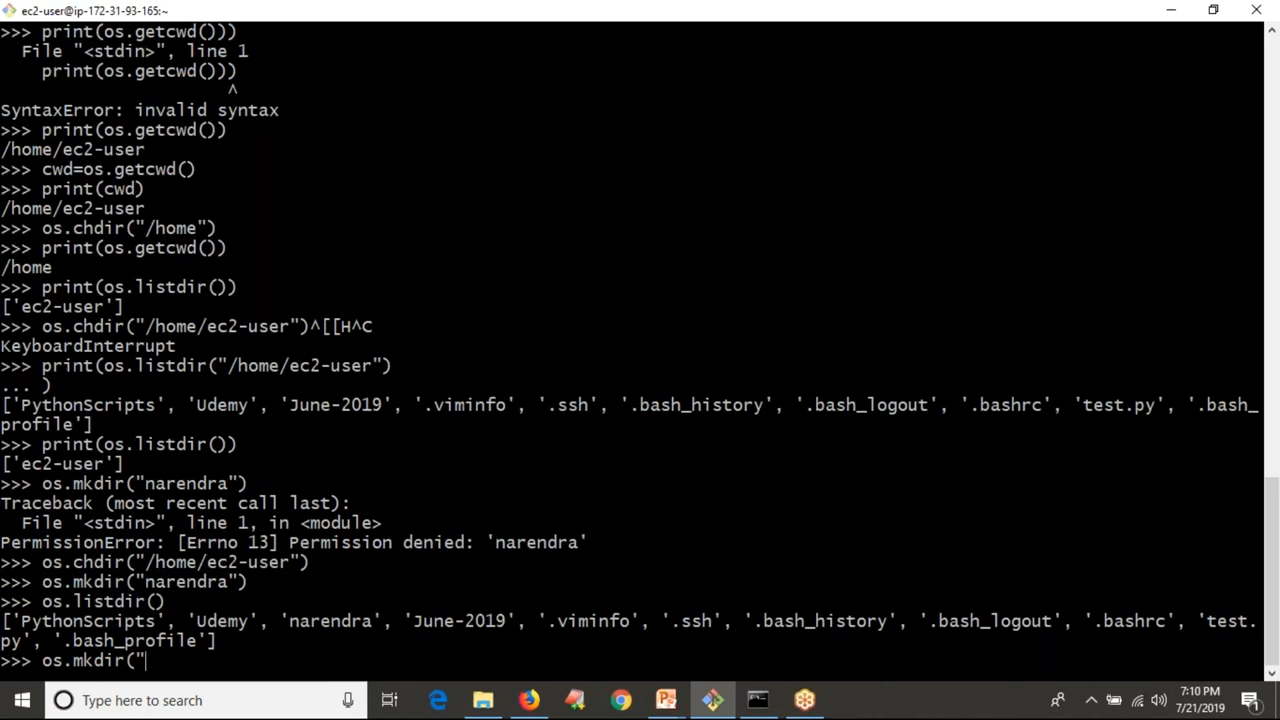 ec2-user@ip-172-31-93-165:~
>>> print(os.getcwd()))
  File "<stdin>", line 1
    print(os.getcwd()))
                      ^
SyntaxError: invalid syntax
>>> print(os.getcwd())
/home/ec2-user
>>> cwd=os.getcwd()
>>> print(cwd)
/home/ec2-user
>>> os.chdir("/home")
>>> print(os.getcwd())
/home
>>> print(os.listdir())
['ec2-user']
>>> os.chdir("/home/ec2-user")^[[H^C
KeyboardInterrupt
>>> print(os.listdir("/home/ec2-user")
... )
['PythonScripts', 'Udemy', 'June-2019', '.viminfo', '.ssh', '.bash_history', '.bash_logout', '.bashrc', 'test.py', '.bash_
profile']
>>> print(os.listdir())
['ec2-user']
>>> os.mkdir("narendra")
Traceback (most recent call last):
  File "<stdin>", line 1, in <module>
PermissionError: [Errno 13] Permission denied: 'narendra'
>>> os.chdir("/home/ec2-user")
>>> os.mkdir("narendra")
>>> os.listdir()
['PythonScripts', 'Udemy', 'narendra', 'June-2019', '.viminfo', '.ssh', '.bash_history', '.bash_logout', '.bashrc', 'test.
py', '.bash_profile']
>>> os.mkdir("
Type here to search
7:10 PM
7/21/2019
1